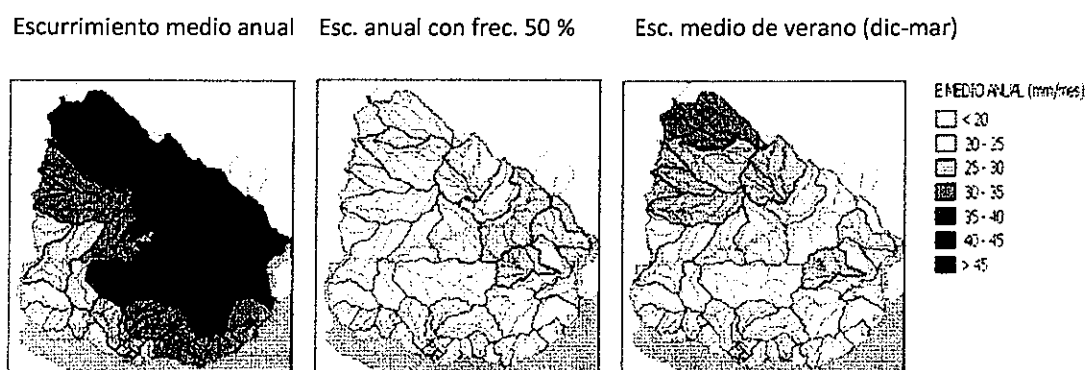 Escurrimiento medio anual
Esc. anual con frec. 50 %
Esc. medio de verano (dic-mar)
E MEDIO ANUAL (mm/mes)
< 20
20 - 25
25 - 30
30 - 35
35 - 40
40 - 45
> 45